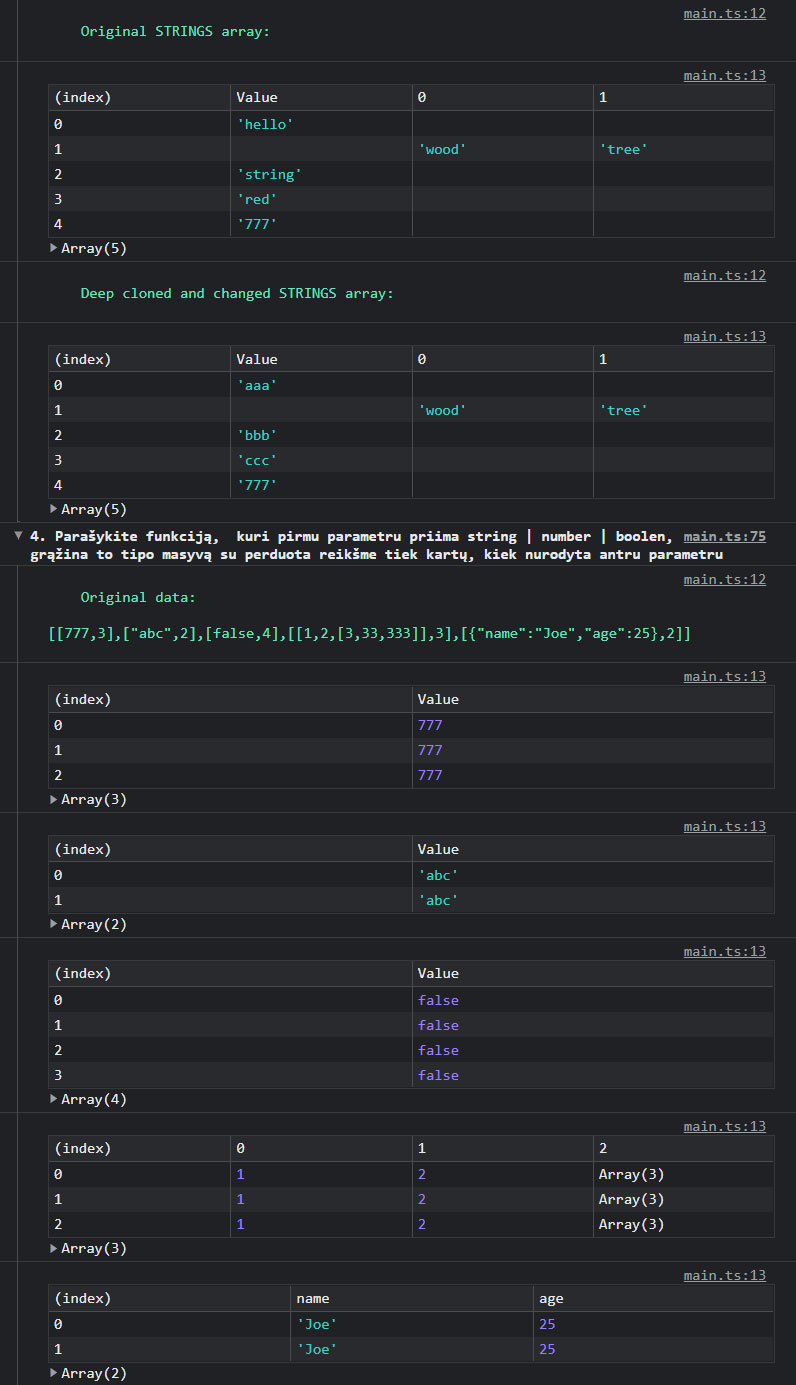 main.ts:12
Original STRINGS array:
main.ts:13
(index) Value 0 1
0 'hello'
1 'wood' 'tree'
2 'string'
3 'red'
4 '777'
Array(5)
main.ts:12
Deep cloned and changed STRINGS array:
main.ts:13
(index) Value 0 1
0 'aaa'
1 'wood' 'tree'
2 'bbb'
3 'ccc'
4 '777'
Array(5)
4. Parašykite funkciją,  kuri pirmu parametru priima string | number | boolen, main.ts:75
grąžina to tipo masyvą su perduota reikšme tiek kartų, kiek nurodyta antru parametru
main.ts:12
Original data:
[[777,3],["abc",2],[false,4],[[1,2,[3,33,333]],3],[{"name":"Joe","age":25},2]]
main.ts:13
(index) Value
0 777
1 777
2 777
Array(3)
main.ts:13
(index) Value
0 'abc'
1 'abc'
Array(2)
main.ts:13
(index) Value
0 false
1 false
2 false
3 false
Array(4)
main.ts:13
(index) 0 1 2
0 1 2 Array(3)
1 1 2 Array(3)
2 1 2 Array(3)
Array(3)
main.ts:13
(index) name age
0 'Joe' 25
1 'Joe' 25
Array(2)